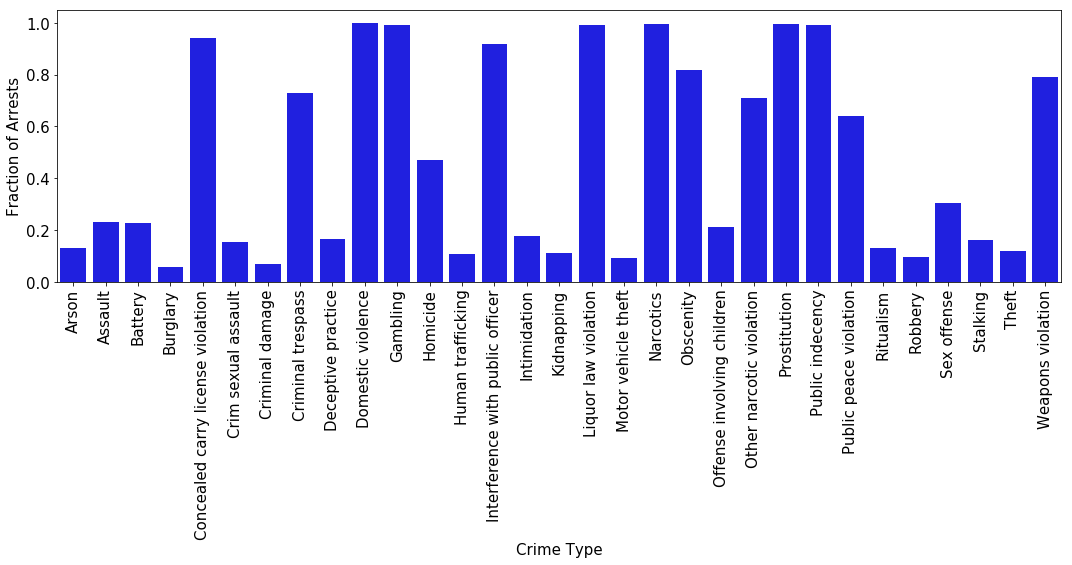 Fraction of Arrests
1.0
0.8
0.6
0.4
0.2
0.0
Arson
Assault
Battery
Burglary
Concealed carry license violation
Crim sexual assault
Criminal damage
Criminal trespass
Deceptive practice
Domestic violence
Gambling
Homicide
Human trafficking
Interference with public officer
Intimidation
Kidnapping
Liquor law violation
Motor vehicle theft
Narcotics
Obscenity
Offense involving children
Other narcotic violation
Prostitution
Public indecency
Public peace violation
Ritualism
Robbery
Sex offense
Stalking
Theft
Weapons violation
Crime Type